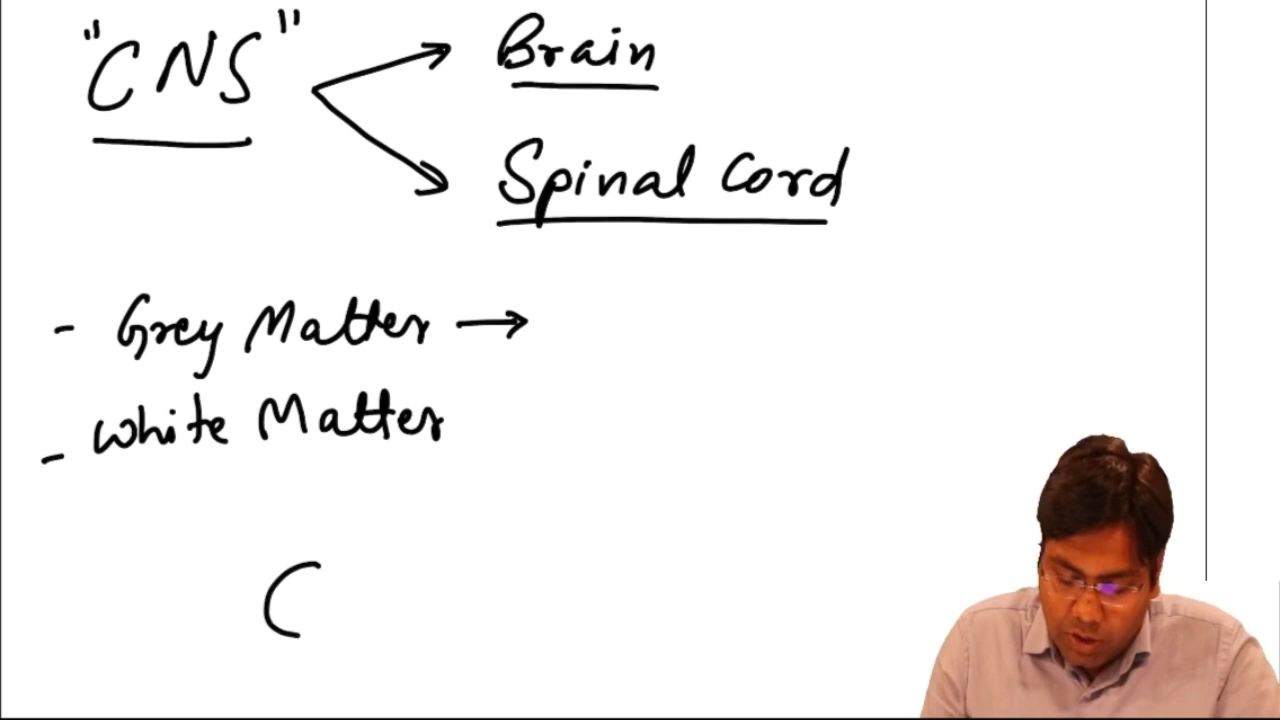 "CNS"
Brain
Spinal Cord
- Grey Matter →
- White Matter
(